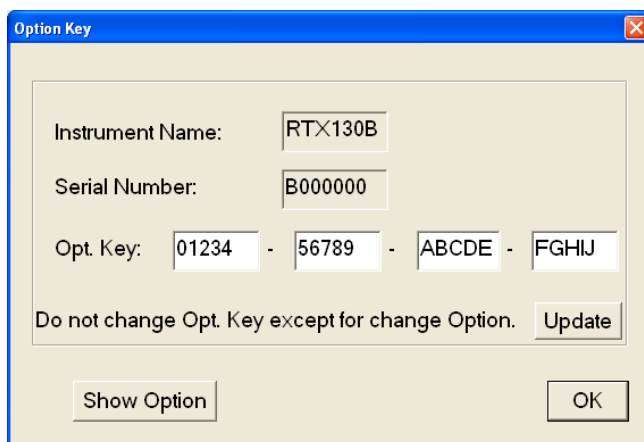 Option Key
Instrument Name: RTX130B
Serial Number: B000000
Opt. Key: 01234 - 56789 - ABCDE - FGHIJ
Do not change Opt. Key except for change Option. Update
Show Option OK